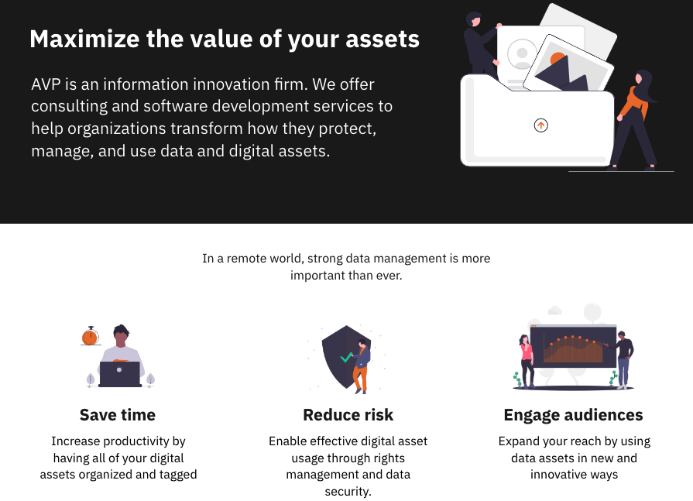 Maximize the value of your assets
AVP is an information innovation firm. We offer
consulting and software development services to
help organizations transform how they protect,
manage, and use data and digital assets.
In a remote world, strong data management is more
important than ever.
Save time
Increase productivity by
having all of your digital
assets organized and tagged
Reduce risk
Enable effective digital asset
usage through rights
management and data
security.
Engage audiences
Expand your reach by using
data assets in new and
innovative ways